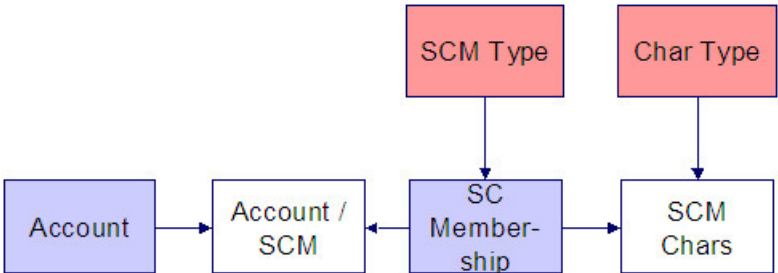 SCM Type
Char Type
Account
Account /
SCM
SC
Member-
ship
SCM
Chars